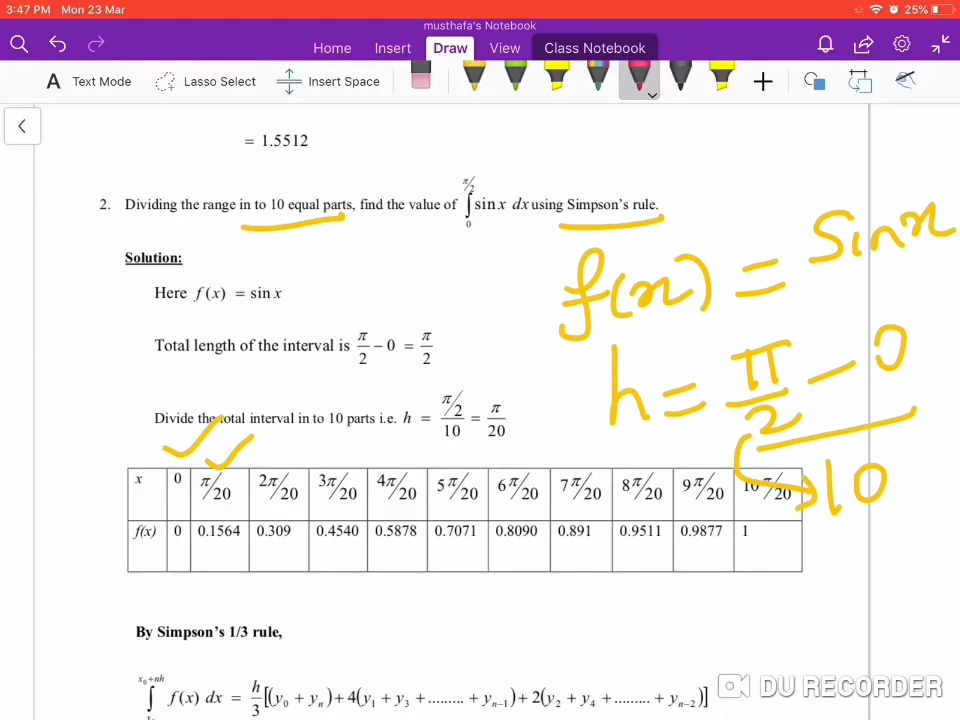 3:47 PM Mon 23 Mar
25%
musthafa's Notebook
Home Insert Draw View Class Notebook
A Text Mode Lasso Select Insert Space
= 1.5512
2. Dividing the range in to 10 equal parts, find the value of ∫₀^(π/2) sin x dx using Simpson's rule.
f(x) = Sinx
Solution:
Here f(x) = sin x
Total length of the interval is π/2 − 0 = π/2
h = π/2 − 0
10
Divide the total interval in to 10 parts i.e. h = (π/2)/10 = π/20
x 0 π/20 2π/20 3π/20 4π/20 5π/20 6π/20 7π/20 8π/20 9π/20 10π/20
f(x) 0 0.1564 0.309 0.4540 0.5878 0.7071 0.8090 0.891 0.9511 0.9877 1
By Simpson's 1/3 rule,
∫ x₀+nh f(x) dx = h/3 [(y₀ + yₙ) + 4(y₁ + y₃ + ......... + yₙ₋₁) + 2(y₂ + y₄ + ......... + yₙ₋₂)]
DU RECORDER